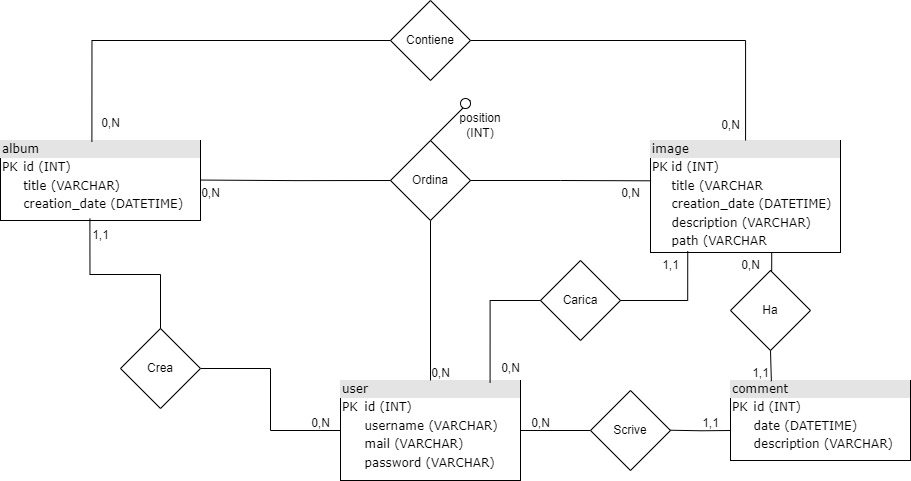 Contiene
0,N
0,N
position
(INT)
album
PK id (INT)
title (VARCHAR)
creation_date (DATETIME)
0,N
Ordina
0,N
image
PK id (INT)
title (VARCHAR
creation_date (DATETIME)
description (VARCHAR)
path (VARCHAR
1,1
1,1
0,N
Carica
Ha
Crea
0,N
0,N
1,1
0,N
user
PK id (INT)
username (VARCHAR)
mail (VARCHAR)
password (VARCHAR)
0,N
Scrive
1,1
comment
PK id (INT)
date (DATETIME)
description (VARCHAR)